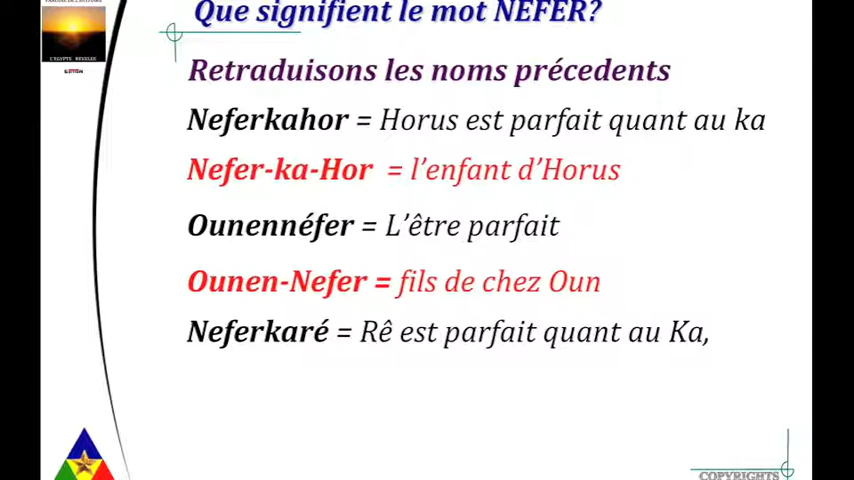 Que signifient le mot NEFER?
L'EGYPTE REVELEE
Retraduisons les noms précedents
Neferkahor = Horus est parfait quant au ka
Nefer-ka-Hor = l'enfant d'Horus
Ounennéfer = L'être parfait
Ounen-Nefer = fils de chez Oun
Neferkaré = Rê est parfait quant au Ka,
COPYRIGHTS